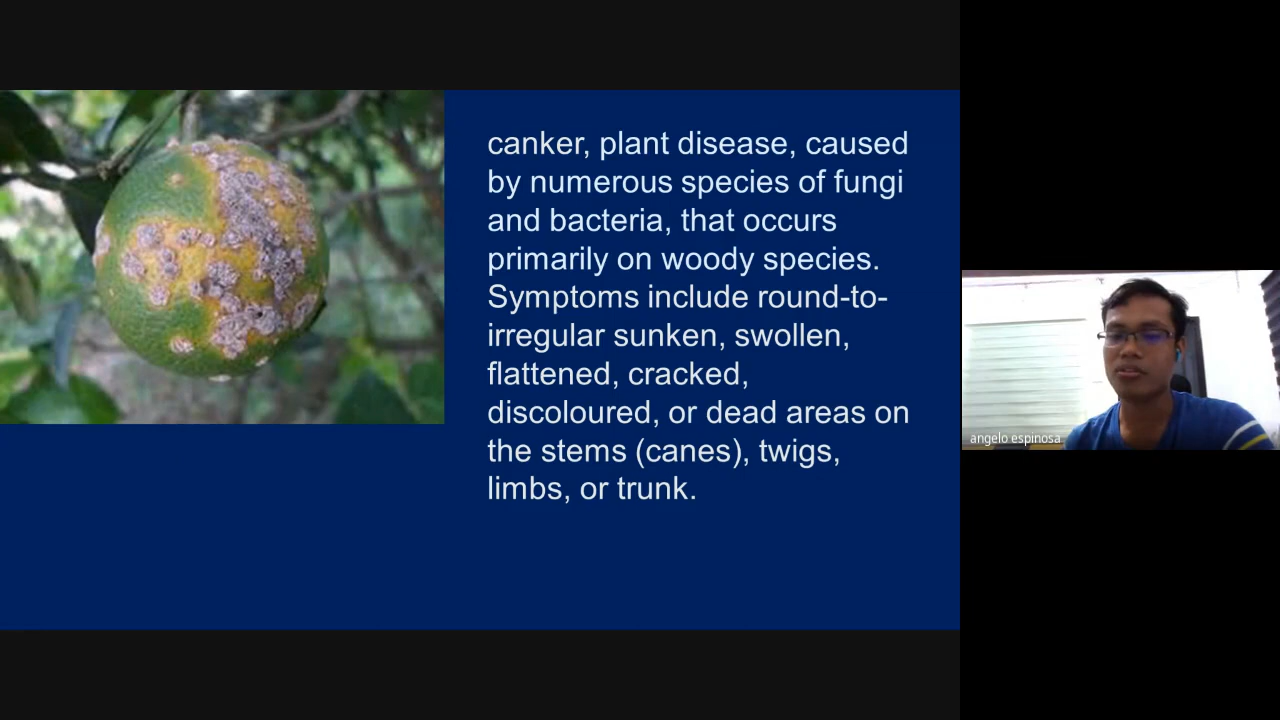 canker, plant disease, caused
by numerous species of fungi
and bacteria, that occurs
primarily on woody species.
Symptoms include round-to-
irregular sunken, swollen,
flattened, cracked,
discoloured, or dead areas on
the stems (canes), twigs,
limbs, or trunk.
angelo espinosa